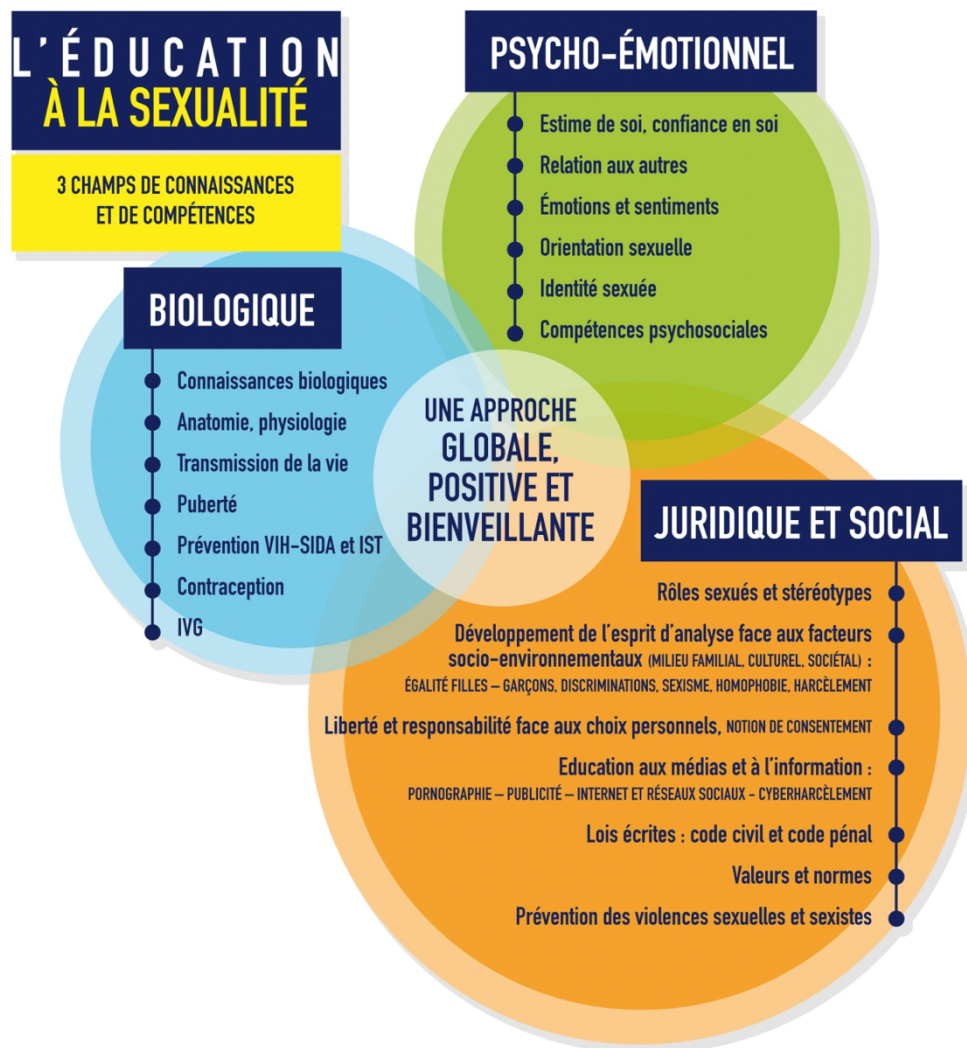 L'ÉDUCATION
À LA SEXUALITÉ
3 CHAMPS DE CONNAISSANCES
ET DE COMPÉTENCES
PSYCHO-ÉMOTIONNEL
Estime de soi, confiance en soi
Relation aux autres
Émotions et sentiments
Orientation sexuelle
Identité sexuée
Compétences psychosociales
BIOLOGIQUE
Connaissances biologiques
Anatomie, physiologie
Transmission de la vie
Puberté
Prévention VIH-SIDA et IST
Contraception
IVG
UNE APPROCHE
GLOBALE,
POSITIVE ET
BIENVEILLANTE
JURIDIQUE ET SOCIAL
Rôles sexués et stéréotypes
Développement de l'esprit d'analyse face aux facteurs
socio-environnementaux (MILIEU FAMILIAL, CULTUREL, SOCIÉTAL) :
ÉGALITÉ FILLES – GARÇONS, DISCRIMINATIONS, SEXISME, HOMOPHOBIE, HARCÈLEMENT
Liberté et responsabilité face aux choix personnels, NOTION DE CONSENTEMENT
Education aux médias et à l'information :
PORNOGRAPHIE – PUBLICITÉ – INTERNET ET RÉSEAUX SOCIAUX - CYBERHARCÈLEMENT
Lois écrites : code civil et code pénal
Valeurs et normes
Prévention des violences sexuelles et sexistes